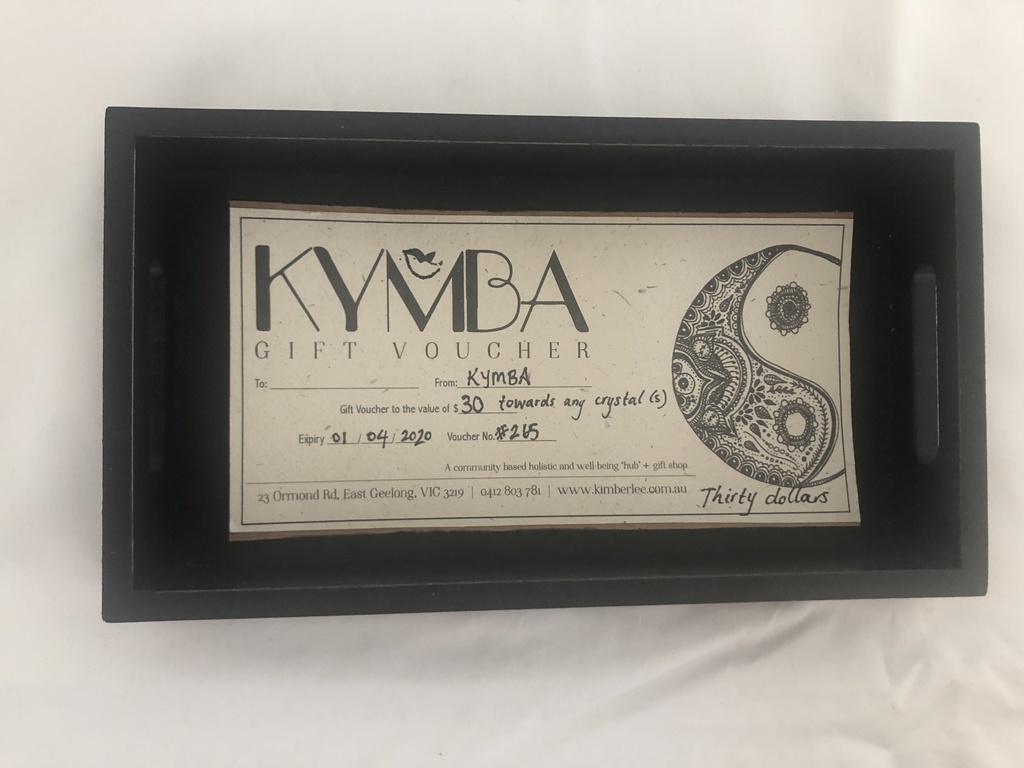 KYMBA
GIFT VOUCHER
To: From: KYMBA
Gift Voucher to the value of $ 30 towards any crystal(s)
Expiry 01 / 04 / 2020 Voucher No. #265
A community based holistic and well-being 'hub' + gift shop
23 Ormond Rd, East Geelong, VIC 3219 | 0412 803 781 | www.kimberlee.com.au
Thirty dollars